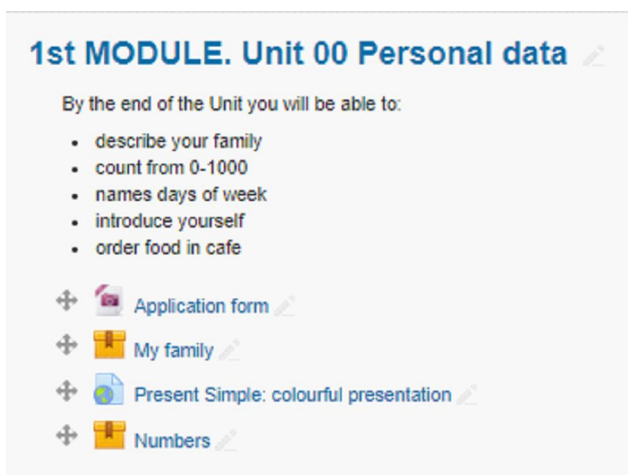 1st MODULE. Unit 00 Personal data
By the end of the Unit you will be able to:
• describe your family
• count from 0-1000
• names days of week
• introduce yourself
• order food in cafe
Application form
My family
Present Simple: colourful presentation
Numbers